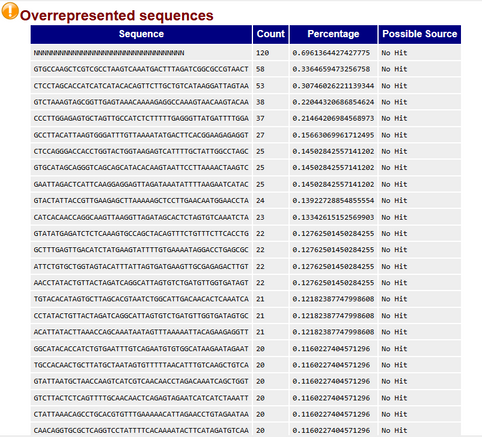 Overrepresented sequences
Sequence Count Percentage Possible Source
NNNNNNNNNNNNNNNNNNNNNNNNNNNNNNNNNNN 120 0.6961364427427775 No Hit
GTGCCAAGCTCGTCGCCTAAGTCAAATGACTTTAGATCGGCGCCGTAACT 58 0.3364659473256758 No Hit
CTCCTAGCACCATCATCATACACAGTTCTTGCTGTCATAAGGATTAGTAA 53 0.30746026221139344 No Hit
GTCTAAAGTAGCGGTTGAGTAAACAAAAGAGGCCAAAGTAACAAGTACAA 38 0.22044320686854624 No Hit
CCCTTGGAGAGTGCTAGTTGCCATCTCTTTTTGAGGGTTATGATTTTGGA 37 0.21464206984568973 No Hit
GCCTTACATTAAGTGGGATTTGTTAAAATATGACTTCACGGAAGAGAGGT 27 0.15663069961712495 No Hit
CTCCAGGGACCACCTGGTACTGGTAAGAGTCATTTTGCTATTGGCCTAGC 25 0.14502842557141202 No Hit
GTGCATAGCAGGGTCAGCAGCATACACAAGTAATTCCTTAAAACTAAGTC 25 0.14502842557141202 No Hit
GAATTAGACTCATTCAAGGAGGAGTTAGATAAATATTTTAAGAATCATAC 25 0.14502842557141202 No Hit
GTACTATTACCGTTGAAGAGCTTAAAAAGCTCCTTGAACAATGGAACCTA 24 0.13922728854855554 No Hit
CATCACAACCAGGCAAGTTAAGGTTAGATAGCACTCTAGTGTCAAATCTA 23 0.13342615152569903 No Hit
GTATATGAGATCTCTCAAAGTGCCAGCTACAGTTTCTGTTTCTTCACCTG 22 0.12762501450284255 No Hit
GCTTTGAGTTGACATCTATGAAGTATTTTGTGAAAATAGGACCTGAGCGC 22 0.12762501450284255 No Hit
ATTCTGTGCTGGTAGTACATTTATTAGTGATGAAGTTGCGAGAGACTTGT 22 0.12762501450284255 No Hit
AACCTATACTGTTACTAGATCAGGCATTAGTGTCTGATGTTGGTGATAGT 22 0.12762501450284255 No Hit
TGTACACATAGTGCTTAGCACGTAATCTGGCATTGACAACACTCAAATCA 21 0.12182387747998608 No Hit
CCTATACTGTTACTAGATCAGGCATTAGTGTCTGATGTTGGTGATAGTGC 21 0.12182387747998608 No Hit
ACATTATACTTAAACCAGCAAATAATAGTTTAAAAATTACAGAAGAGGTT 21 0.12182387747998608 No Hit
GGCATACACCATCTGTGAATTTGTCAGAATGTGTGGCATAAGAATAGAAT 20 0.1160227404571296 No Hit
TGCCACAACTGCTTATGCTAATAGTGTTTTTAACATTTGTCAAGCTGTCA 20 0.1160227404571296 No Hit
GTATTAATGCTAACCAAGTCATCGTCAACAACCTAGACAAATCAGCTGGT 20 0.1160227404571296 No Hit
GTCTTACTCTCAGTTTTGCAACAACTCAGAGTAGAATCATCATCTAAATT 20 0.1160227404571296 No Hit
CTATTAAACAGCCTGCACGTGTTTGAAAAACATTAGAACCTGTAGAATAA 20 0.1160227404571296 No Hit
CAACAGGTGCGCTCAGGTCCTATTTTCACAAAATACTTCATAGATGTCAA 20 0.1160227404571296 No Hit